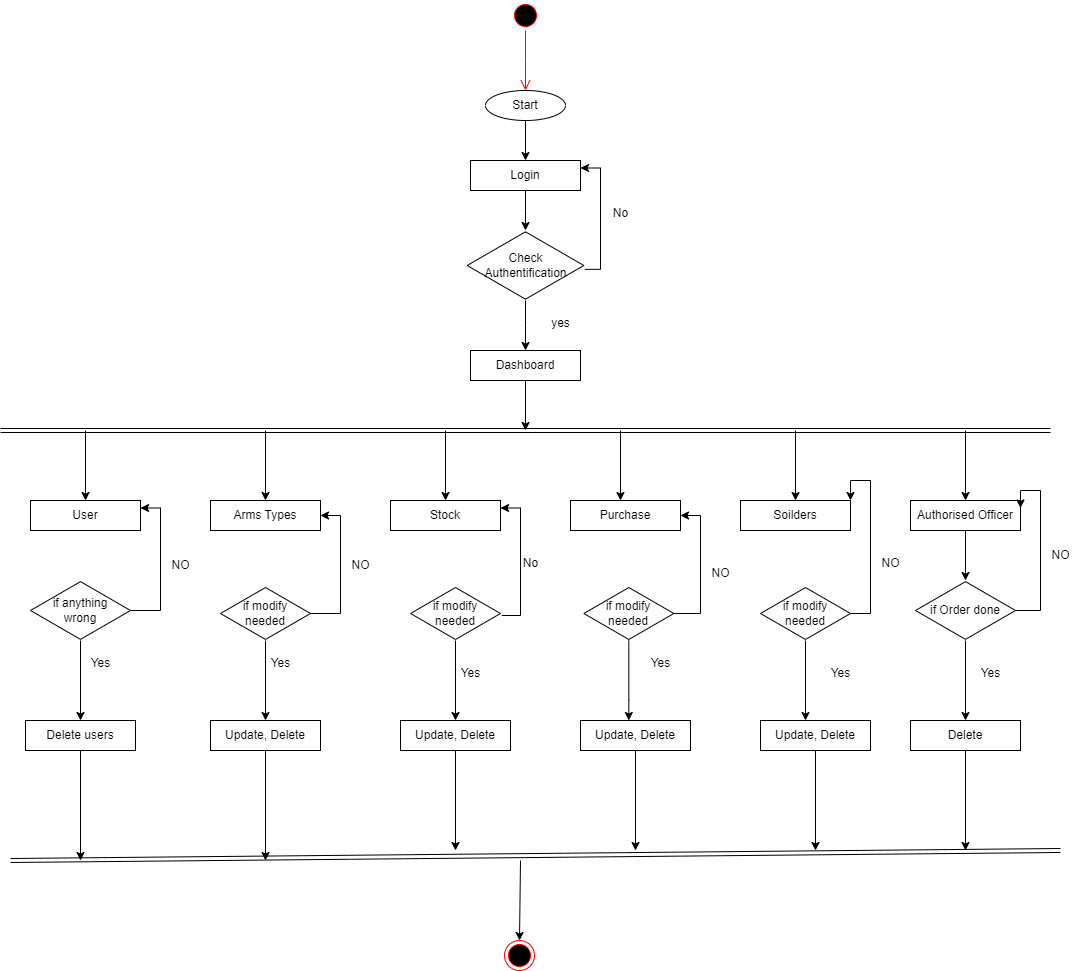 Start
Login
No
Check
Authentification
yes
Dashboard
User
Arms Types
Stock
Purchase
Soilders
Authorised Officer
NO
NO
No
NO
NO
NO
if anything
wrong
if modify
needed
if modify
needed
if modify
needed
if modify
needed
if Order done
Yes
Yes
Yes
Yes
Yes
Yes
Delete users
Update, Delete
Update, Delete
Update, Delete
Update, Delete
Delete